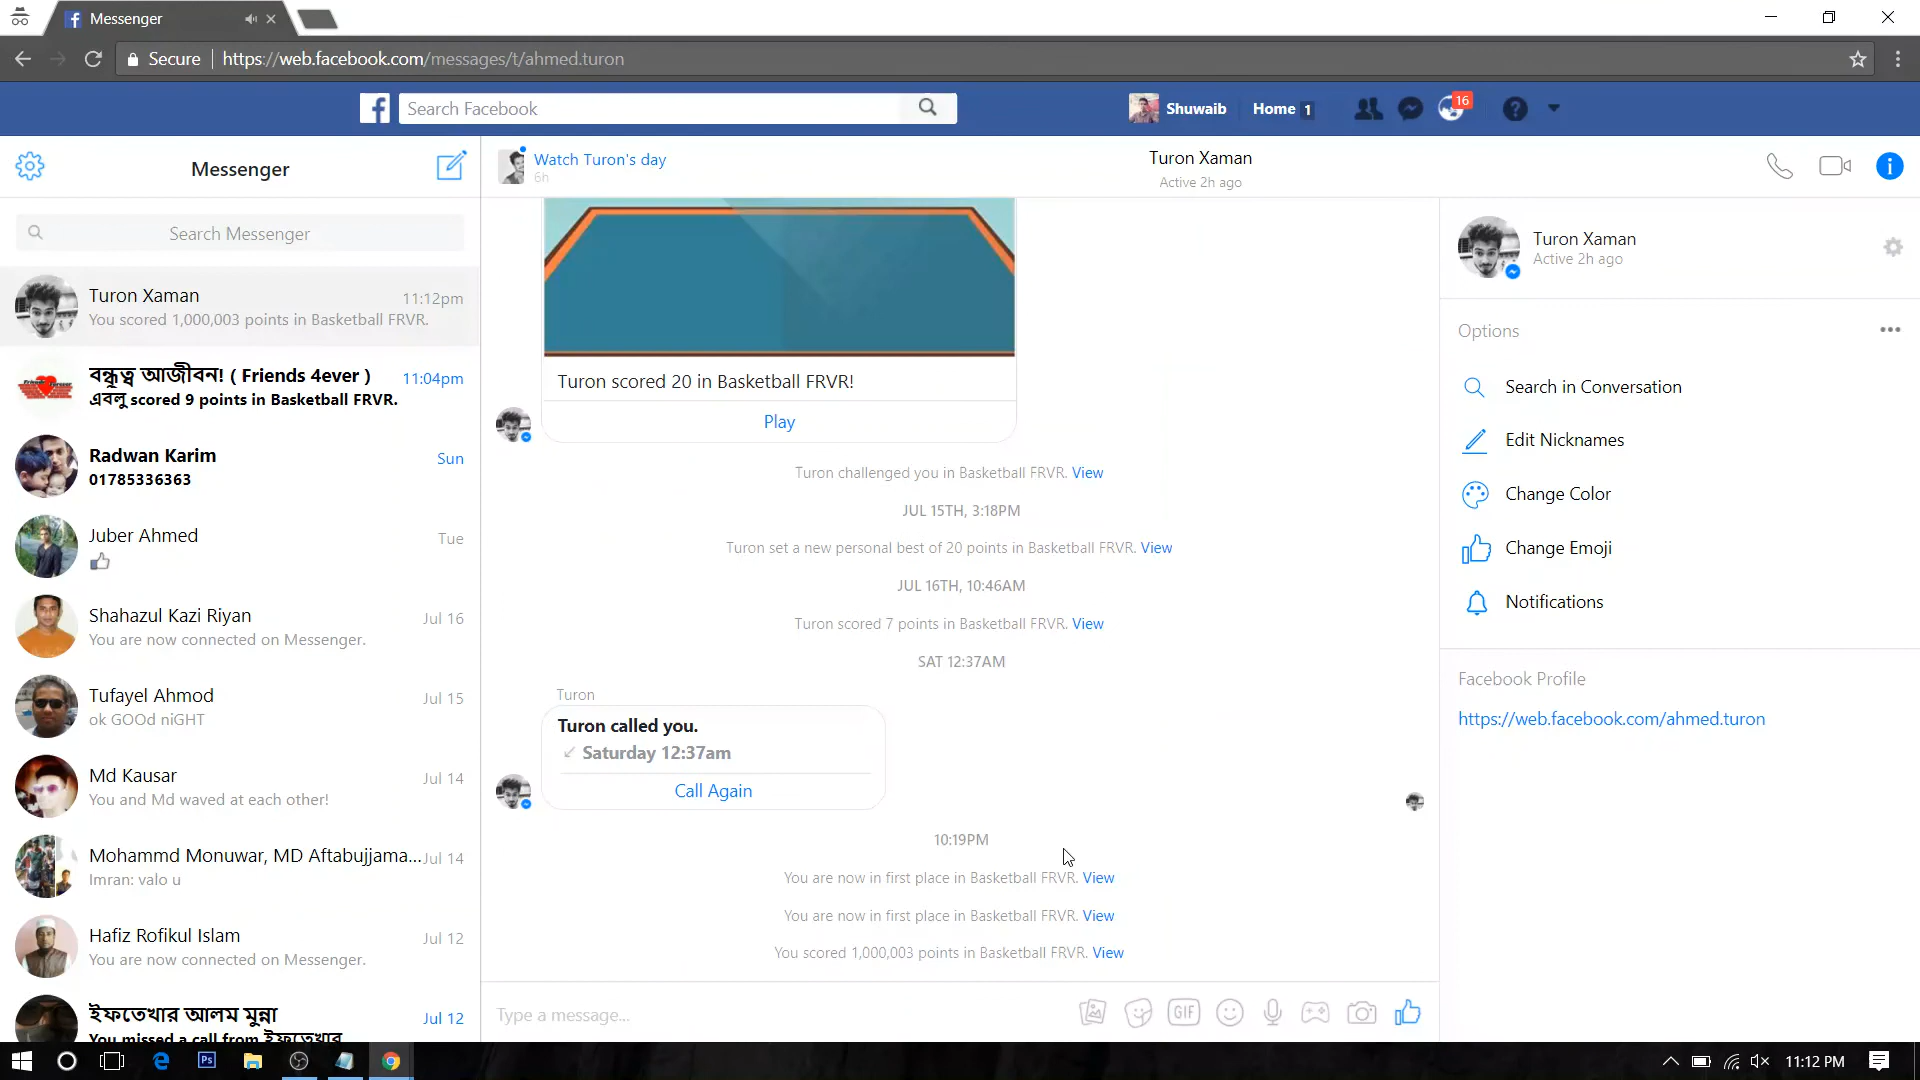 Messenger
Secure
https://web.facebook.com/messages/t/ahmed.turon
Search Facebook
Shuwaib
Home 1
16
Messenger
Search Messenger
Turon Xaman
11:12pm
You scored 1,000,003 points in Basketball FRVR.
বন্ধুত্ব আজীবন! ( Friends 4ever )
11:04pm
এবলু scored 9 points in Basketball FRVR.
Radwan Karim
Sun
01785336363
Juber Ahmed
Tue
Shahazul Kazi Riyan
Jul 16
You are now connected on Messenger.
Tufayel Ahmod
Jul 15
ok GOOd niGHT
Md Kausar
Jul 14
You and Md waved at each other!
Mohammd Monuwar, MD Aftabujjama...
Jul 14
Imran: valo u
Hafiz Rofikul Islam
Jul 12
You are now connected on Messenger.
ইফতেখার আলম মুন্না
Jul 12
You missed a call from ইফতেখার
Watch Turon's day
6h
Turon Xaman
Active 2h ago
Turon scored 20 in Basketball FRVR!
Play
Turon challenged you in Basketball FRVR. View
JUL 15TH, 3:18PM
Turon set a new personal best of 20 points in Basketball FRVR. View
JUL 16TH, 10:46AM
Turon scored 7 points in Basketball FRVR. View
SAT 12:37AM
Turon
Turon called you.
Saturday 12:37am
Call Again
10:19PM
You are now in first place in Basketball FRVR. View
You are now in first place in Basketball FRVR. View
You scored 1,000,003 points in Basketball FRVR. View
Type a message...
GIF
Turon Xaman
Active 2h ago
Options
Search in Conversation
Edit Nicknames
Change Color
Change Emoji
Notifications
Facebook Profile
https://web.facebook.com/ahmed.turon
Ps
11:12 PM